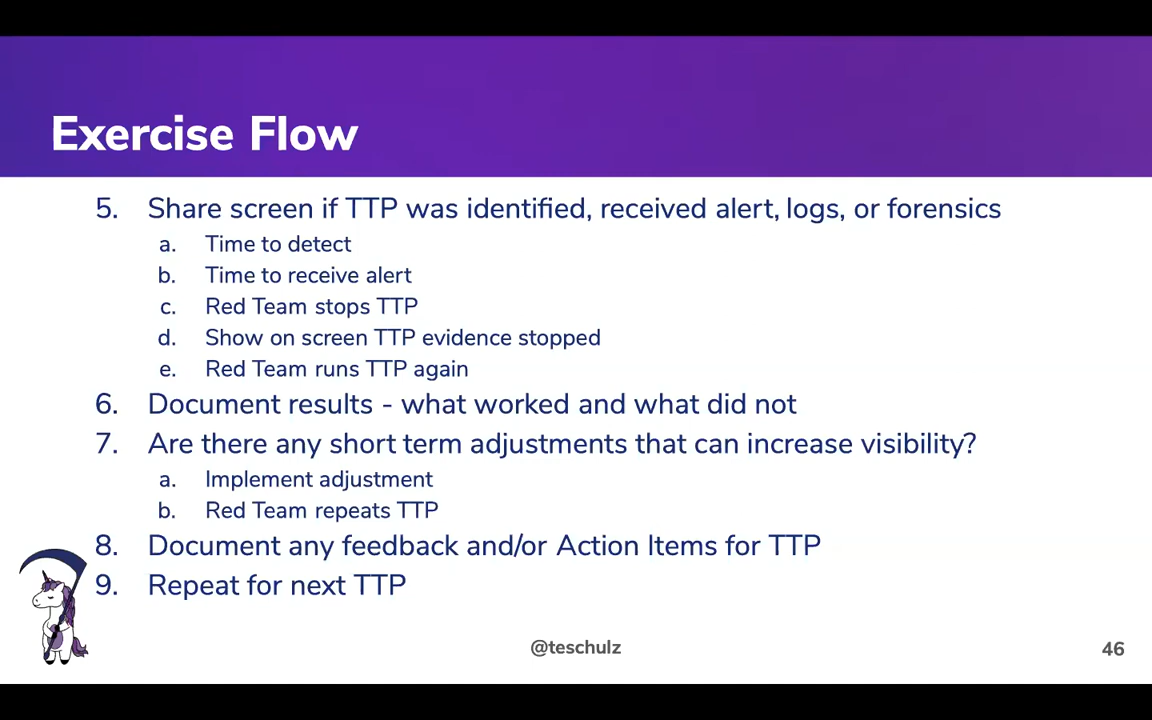 Exercise Flow
5. Share screen if TTP was identified, received alert, logs, or forensics
a. Time to detect
b. Time to receive alert
c. Red Team stops TTP
d. Show on screen TTP evidence stopped
e. Red Team runs TTP again
6. Document results - what worked and what did not
7. Are there any short term adjustments that can increase visibility?
a. Implement adjustment
b. Red Team repeats TTP
8. Document any feedback and/or Action Items for TTP
9. Repeat for next TTP
@teschulz
46